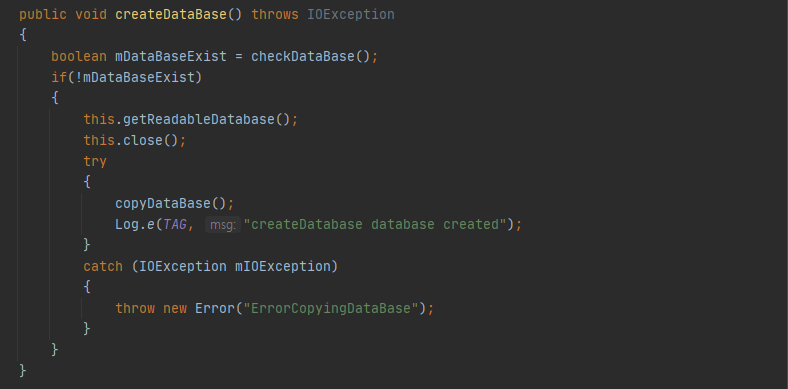 public void createDataBase() throws IOException
{
boolean mDataBaseExist = checkDataBase();
if(!mDataBaseExist)
{
this.getReadableDatabase();
this.close();
try
{
copyDataBase();
Log.e(TAG, msg: "createDatabase database created");
}
catch (IOException mIOException)
{
throw new Error("ErrorCopyingDataBase");
}
}
}